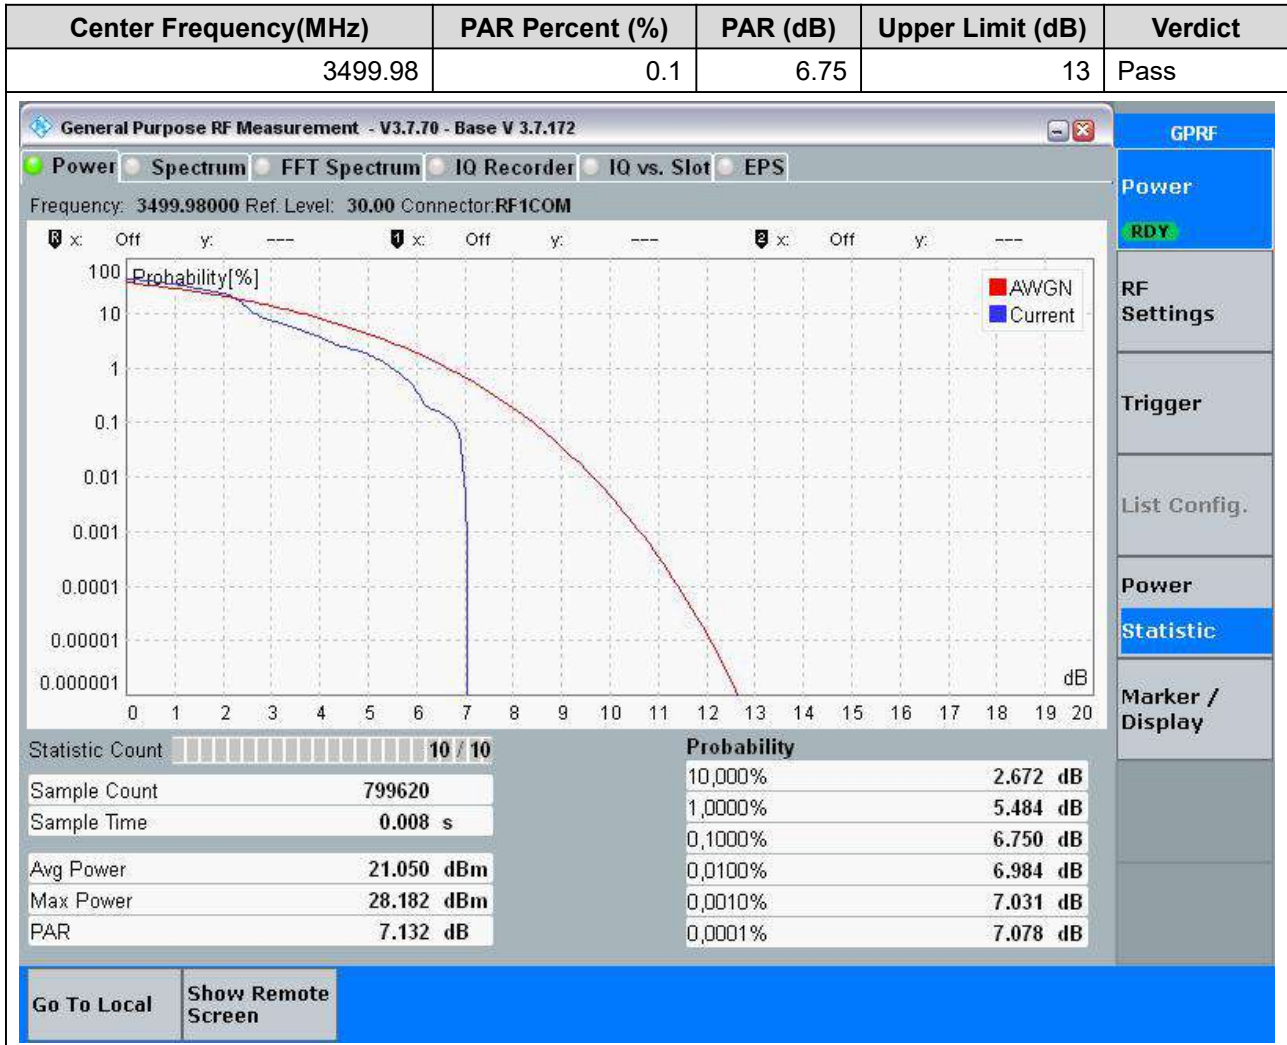 Center Frequency(MHz) PAR Percent (%) PAR (dB) Upper Limit (dB) Verdict
3499.98 0.1 6.75 13 Pass
General Purpose RF Measurement - V3.7.70 - Base V 3.7.172
GPRF
Power Spectrum FFT Spectrum IQ Recorder IQ vs. Slot EPS
Power
RDY
Frequency: 3499.98000 Ref. Level: 30.00 Connector:RF1COM
R x: Off y: --- 1 x: Off y: --- 2 x: Off y: ---
Probability[%]
AWGN
Current
100
10
1
0.1
0.01
0.001
0.0001
0.00001
0.000001
dB
0 1 2 3 4 5 6 7 8 9 10 11 12 13 14 15 16 17 18 19 20
RF
Settings
Trigger
List Config.
Power
Statistic
Marker /
Display
Statistic Count 10 / 10
Sample Count 799620
Sample Time 0.008 s
Avg Power 21.050 dBm
Max Power 28.182 dBm
PAR 7.132 dB
Probability
10,000% 2.672 dB
1,0000% 5.484 dB
0,1000% 6.750 dB
0,0100% 6.984 dB
0,0010% 7.031 dB
0,0001% 7.078 dB
Go To Local
Show Remote
Screen